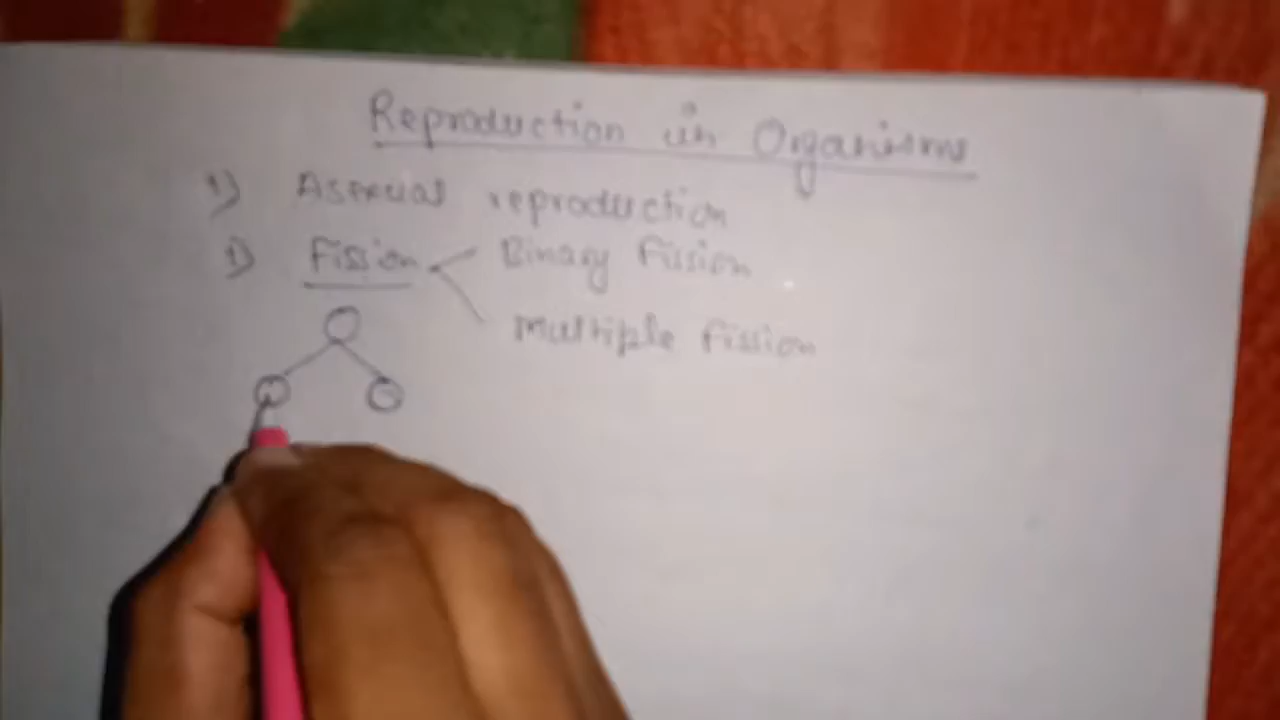 Reproduction in Organisms
1) Asexual reproduction
1) Fission Binary Fission
Multiple fission